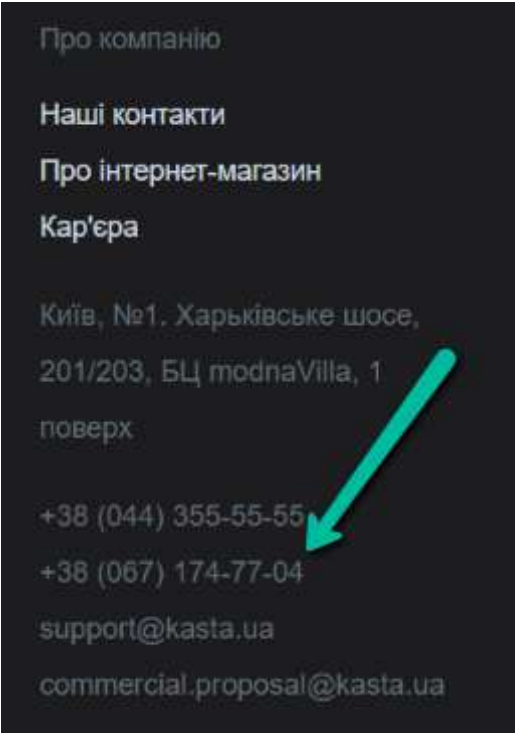 Про компанію
Наші контакти
Про інтернет-магазин
Кар'єра
Київ, №1. Харьківське шосе,
201/203, БЦ modnaVilla, 1
поверх
+38 (044) 355-55-55
+38 (067) 174-77-04
support@kasta.ua
commercial.proposal@kasta.ua